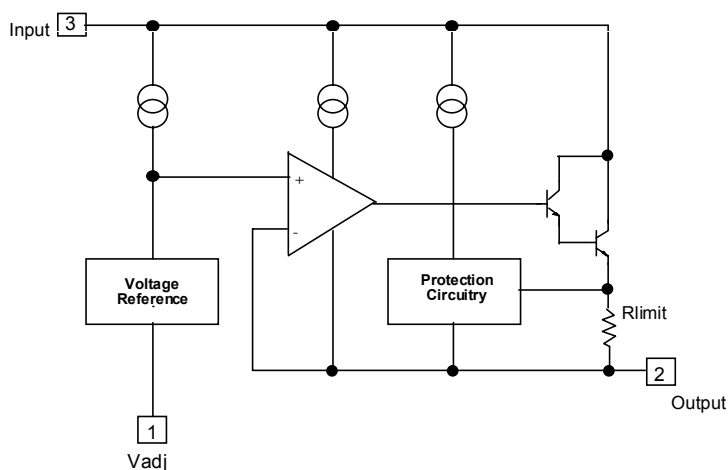 Input 3
+
-
Voltage
Reference
Protection
Circuitry
Rlimit
2
Output
1
Vadj